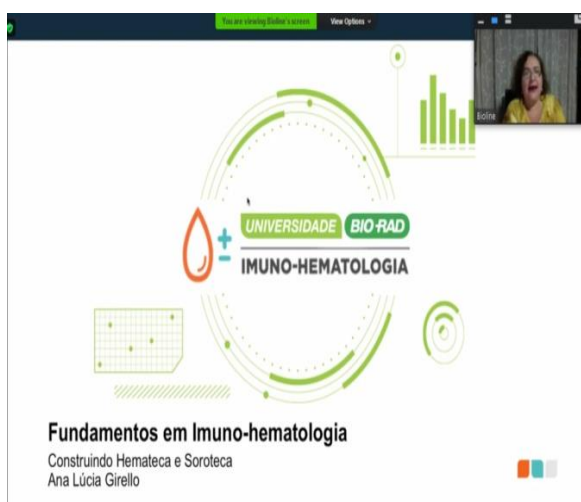 You are viewing Bioline's screen
View Options
Bioline
UNIVERSIDADE BIO-RAD
IMUNO-HEMATOLOGIA
Fundamentos em Imuno-hematologia
Construindo Hemateca e Soroteca
Ana Lúcia Girello